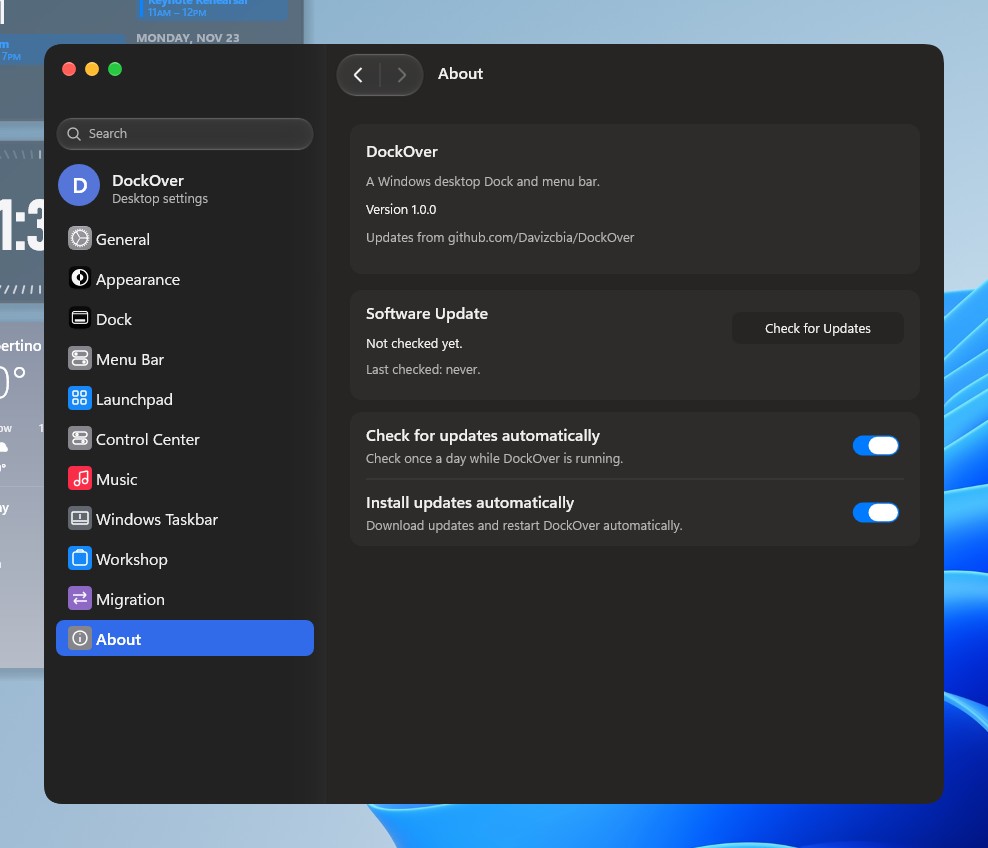 Keynote Rehearsal
11AM – 12PM
MONDAY, NOV 23
7PM
About
Search
D
DockOver
Desktop settings
General
Appearance
Dock
Menu Bar
Launchpad
Control Center
Music
Windows Taskbar
Workshop
Migration
About
DockOver
A Windows desktop Dock and menu bar.
Version 1.0.0
Updates from github.com/Davizcbia/DockOver
Software Update
Not checked yet.
Last checked: never.
Check for Updates
Check for updates automatically
Check once a day while DockOver is running.
Install updates automatically
Download updates and restart DockOver automatically.